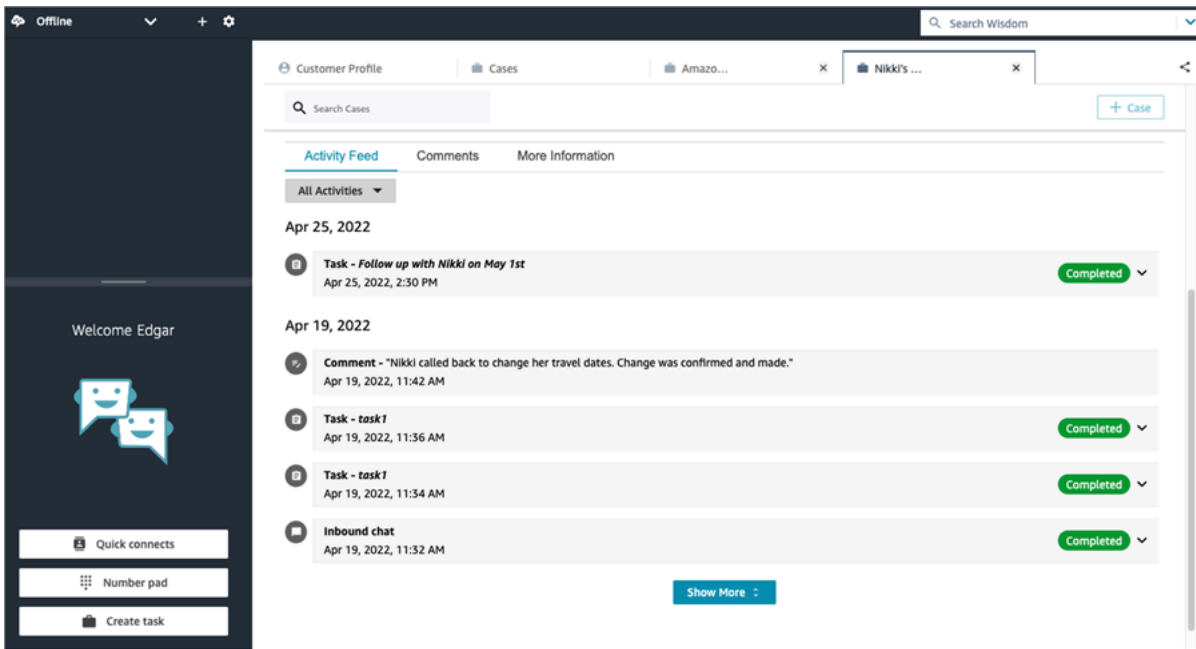 Offline
Search Wisdom
Customer Profile
Cases
Amazo...
Nikki's ...
Search Cases
+ Case
Activity Feed
Comments
More Information
All Activities
Apr 25, 2022
Task - Follow up with Nikki on May 1st
Apr 25, 2022, 2:30 PM
Completed
Apr 19, 2022
Comment - "Nikki called back to change her travel dates. Change was confirmed and made."
Apr 19, 2022, 11:42 AM
Task - task1
Apr 19, 2022, 11:36 AM
Completed
Task - task1
Apr 19, 2022, 11:34 AM
Completed
Inbound chat
Apr 19, 2022, 11:32 AM
Completed
Show More
Welcome Edgar
Quick connects
Number pad
Create task